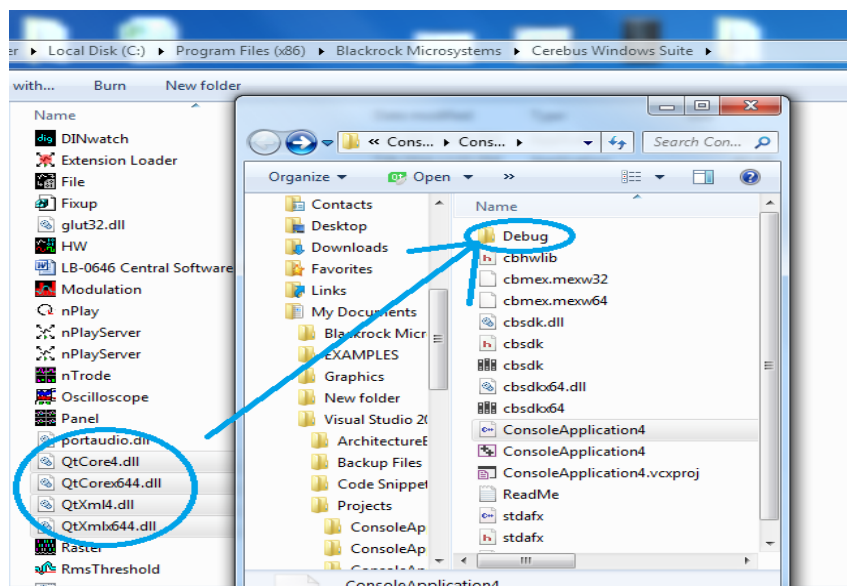 er ▸ Local Disk (C:) ▸ Program Files (x86) ▸ Blackrock Microsystems ▸ Cerebus Windows Suite ▸
with... Burn New folder
Name
DINwatch
Extension Loader
File
Fixup
glut32.dll
HW
LB-0646 Central Software
Modulation
nPlay
nPlayServer
nPlayServer
nTrode
Oscilloscope
Panel
portaudio.dll
QtCore4.dll
QtCorex644.dll
QtXml4.dll
QtXmlx644.dll
Raster
RmsThreshold
« Cons... ▸ Cons... ▸ Search Con...
Organize Open »
Contacts
Desktop
Downloads
Favorites
Links
My Documents
Blackrock Micr
EXAMPLES
Graphics
New folder
Visual Studio 20
ArchitectureE
Backup Files
Code Snippet
Projects
ConsoleAp
ConsoleAp
ConsoleAp
Name
Debug
cbhwlib
cbmex.mexw32
cbmex.mexw64
cbsdk.dll
cbsdk
cbsdk
cbsdkx64.dll
cbsdkx64
ConsoleApplication4
ConsoleApplication4
ConsoleApplication4.vcxproj
ReadMe
stdafx
stdafx
ConsoleApplication4